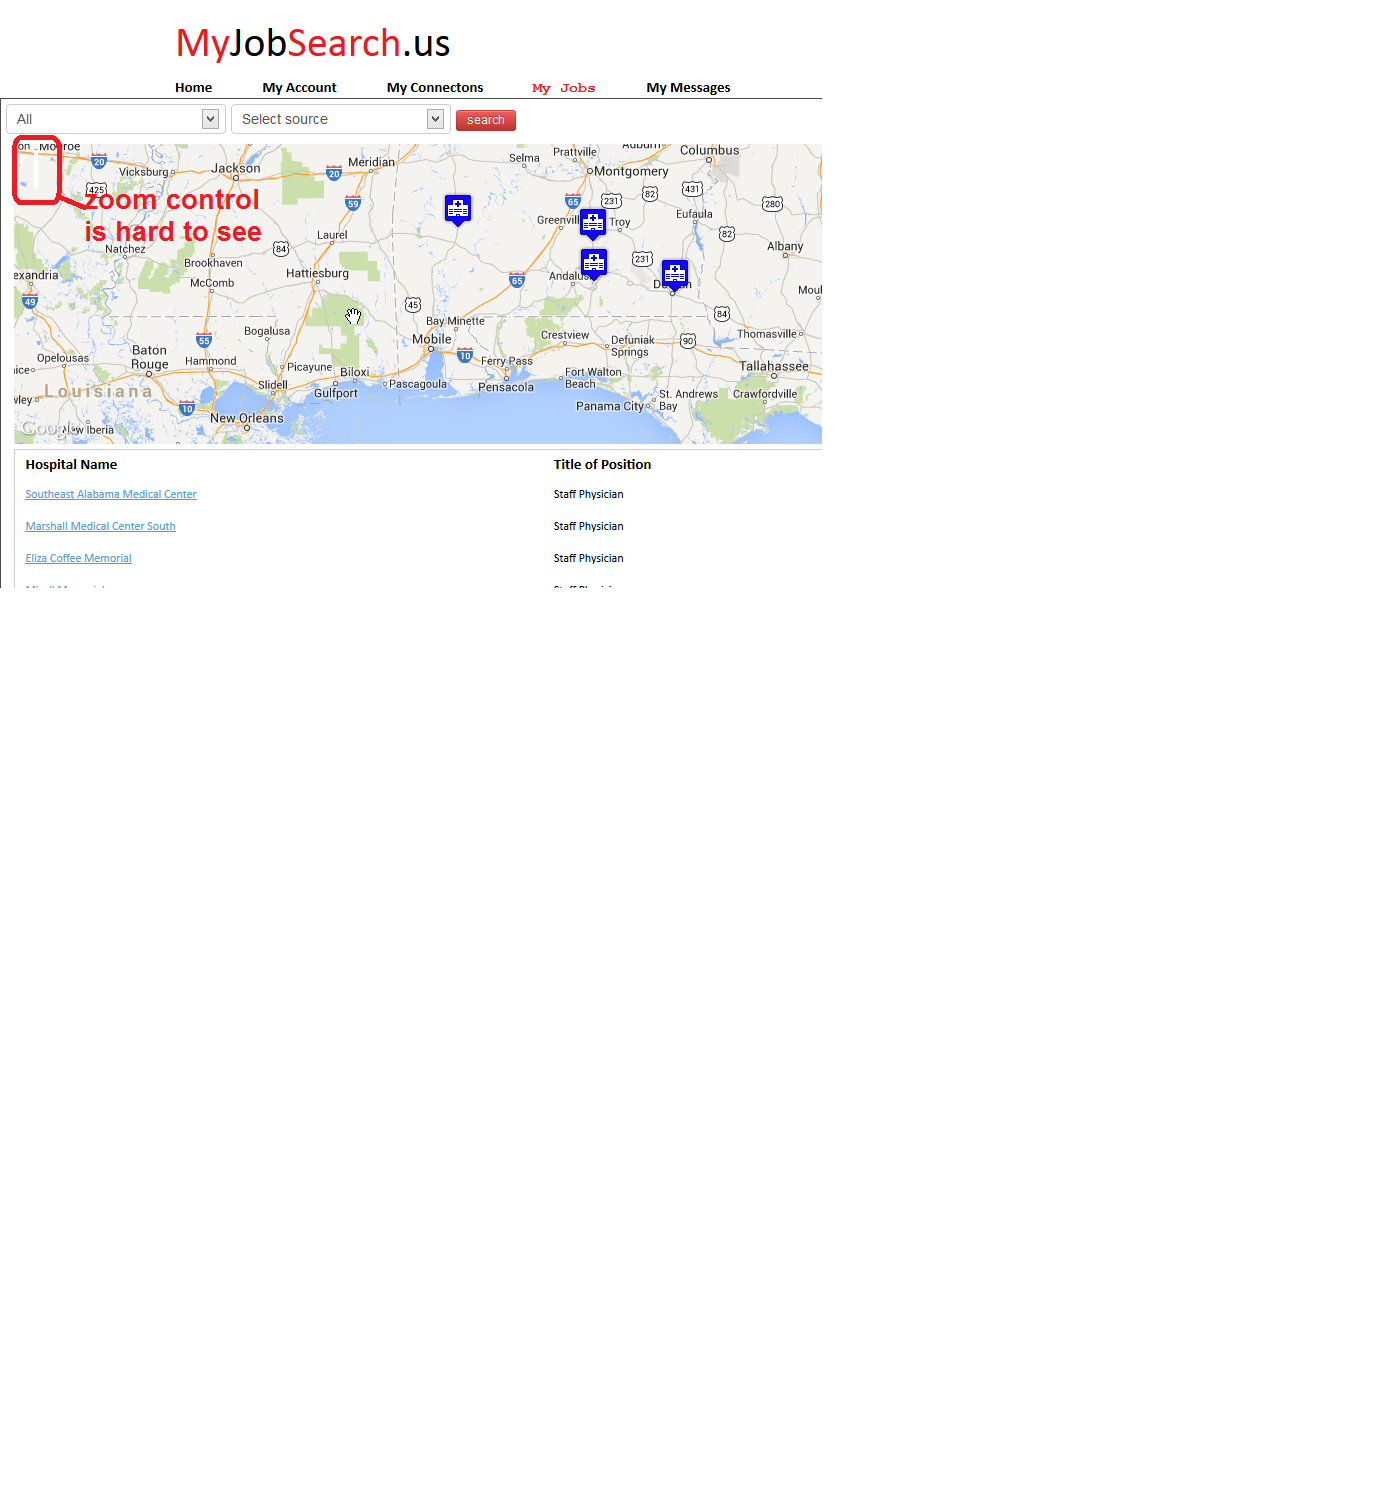 MyJobSearch.us
Home My Account My Connectons My Jobs My Messages
All Select source search
zoom control
is hard to see
on Monroe
20
Vicksburg
Jackson
20
Meridian
Selma
Prattville
Auburn
Columbus
Montgomery
425
59
65
231
82
431
280
Greenvill
Troy
Eufaula
82
Natchez
84
Laurel
Albany
Brookhaven
Hattiesburg
231
exandria
McComb
65
Andalus
Moul
49
45
84
Bogalusa
Bay Minette
55
Mobile
Crestview
Defuniak
Springs
90
Thomasville
Opelousas
Baton
Rouge
Hammond
10
Ferry Pass
Tallahassee
Picayune
Biloxi
Fort Walton
Beach
Slidell
Gulfport
Pascagoula
Pensacola
Louisiana
St. Andrews
Bay
Crawfordville
wley
10
Panama City
New Orleans
Google
New Iberia
Hospital Name Title of Position
Southeast Alabama Medical Center Staff Physician
Marshall Medical Center South Staff Physician
Eliza Coffee Memorial Staff Physician